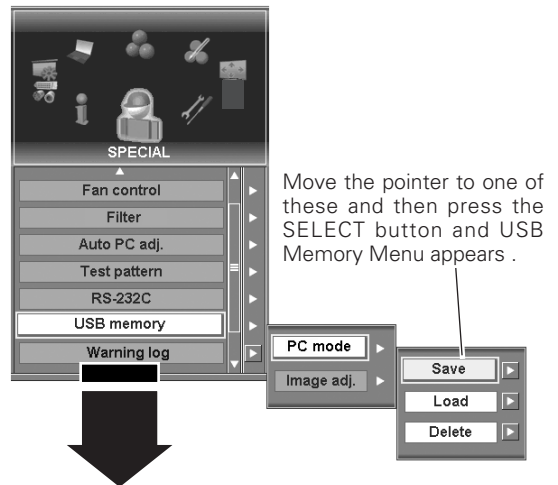 SPECIAL
Fan control
Filter
Auto PC adj.
Test pattern
RS-232C
USB memory
Warning log
Move the pointer to one of
these and then press the
SELECT button and USB
Memory Menu appears .
PC mode
Image adj.
Save
Load
Delete